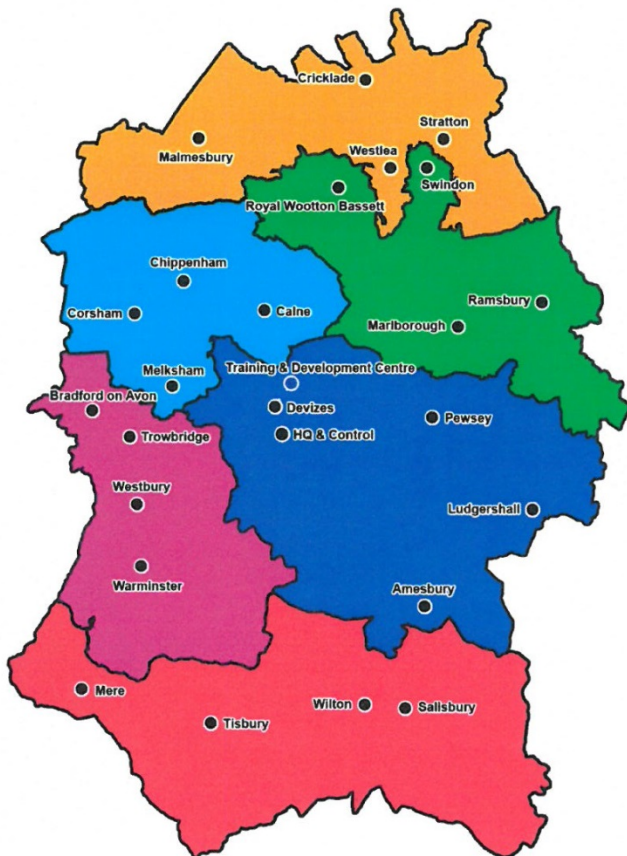 Cricklade
Stratton
Malmesbury
Westlea
Swindon
Royal Wootton Bassett
Chippenham
Ramsbury
Corsham
Calne
Marlborough
Melksham
Training & Development Centre
Bradford on Avon
Devizes
Pewsey
Trowbridge
HQ & Control
Westbury
Ludgershall
Warminster
Amesbury
Mere
Wilton
Salisbury
Tisbury